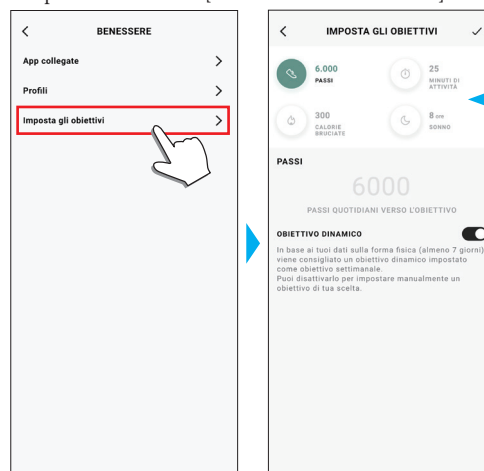 BENESSERE
App collegate
Profili
Imposta gli obiettivi
IMPOSTA GLI OBIETTIVI
6.000
PASSI
25
MINUTI DI
ATTIVITÀ
300
CALORIE
BRUCIATE
8 ore
SONNO
PASSI
6000
PASSI QUOTIDIANI VERSO L'OBIETTIVO
OBIETTIVO DINAMICO
In base ai tuoi dati sulla forma fisica (almeno 7 giorni)
viene consigliato un obiettivo dinamico impostato
come obiettivo settimanale.
Puoi disattivarlo per impostare manualmente un
obiettivo di tua scelta.